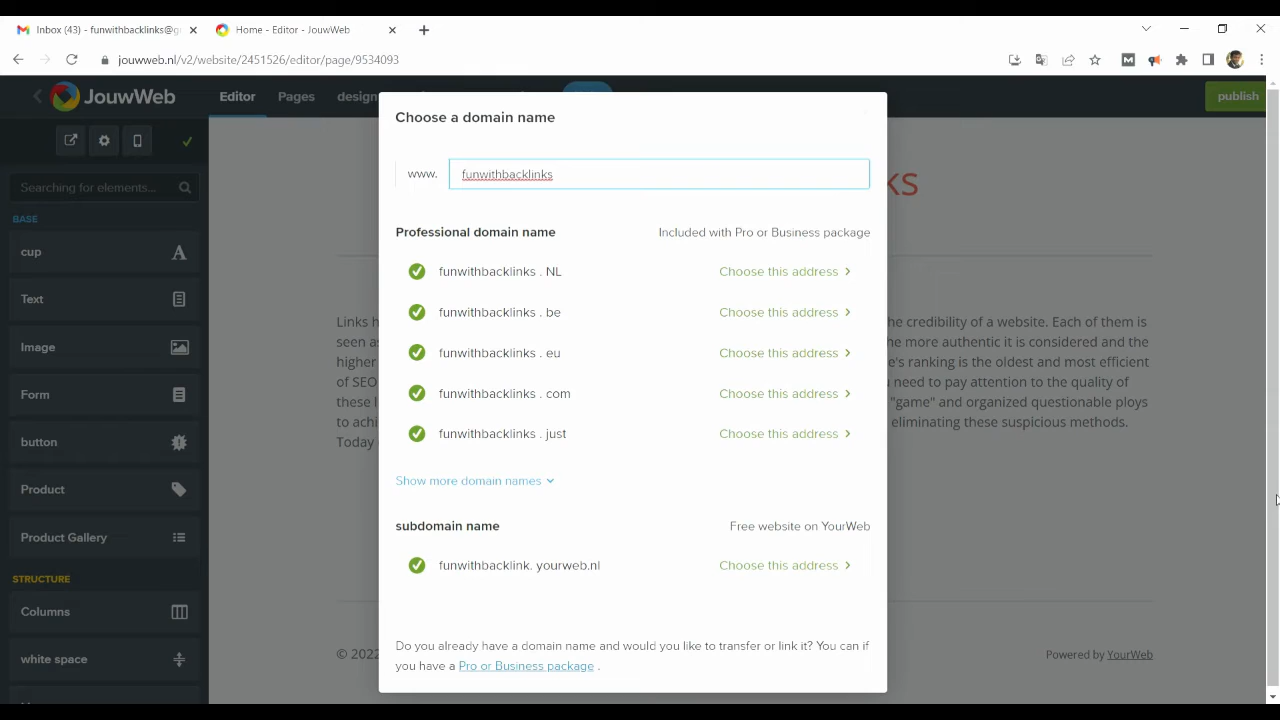 Inbox (43) - funwithbacklinks@g
Home - Editor - JouwWeb
jouwweb.nl/v2/website/2451526/editor/page/9534093
JouwWeb
Editor
Pages
design
publish
Searching for elements...
BASE
cup
Text
Image
Form
button
Product
Product Gallery
STRUCTURE
Columns
white space
Choose a domain name
www.
funwithbacklinks
Professional domain name
Included with Pro or Business package
funwithbacklinks . NL
Choose this address
funwithbacklinks . be
Choose this address
funwithbacklinks . eu
Choose this address
funwithbacklinks . com
Choose this address
funwithbacklinks . just
Choose this address
Show more domain names
subdomain name
Free website on YourWeb
funwithbacklink. yourweb.nl
Choose this address
Do you already have a domain name and would you like to transfer or link it? You can if
you have a Pro or Business package .
ks
Links
he credibility of a website. Each of them is
seen as
he more authentic it is considered and the
higher
e's ranking is the oldest and most efficient
of SEO
need to pay attention to the quality of
these
"game" and organized questionable ploys
to achi
eliminating these suspicious methods.
Today
© 2022
Powered by YourWeb